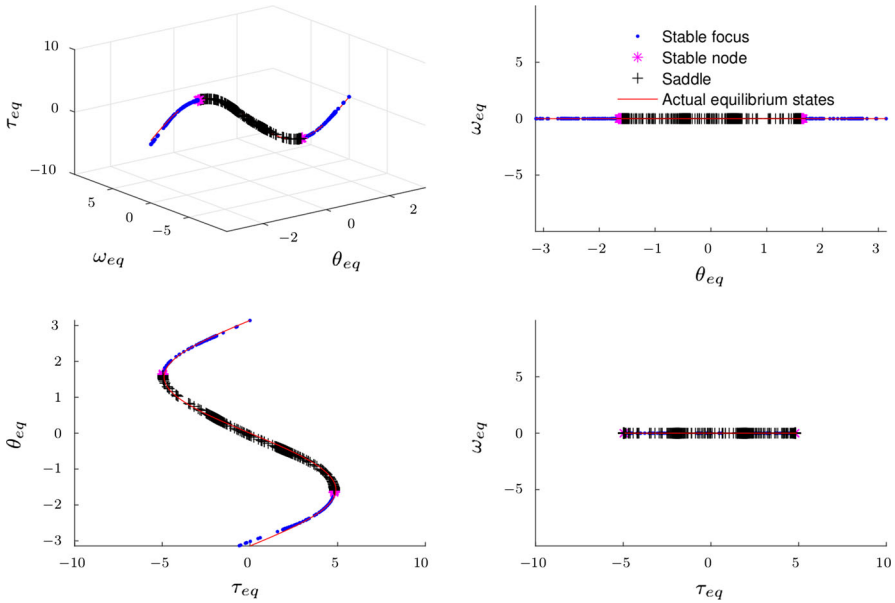 10
0
−10
τeq
5
0
−5
ωeq
−2
0
2
θeq
5
0
−5
ωeq
Stable focus
Stable node
Saddle
Actual equilibrium states
−3 −2 −1 0 1 2 3
θeq
3
2
1
0
−1
−2
−3
θeq
−10 −5 0 5 10
τeq
5
0
−5
ωeq
−10 −5 0 5 10
τeq